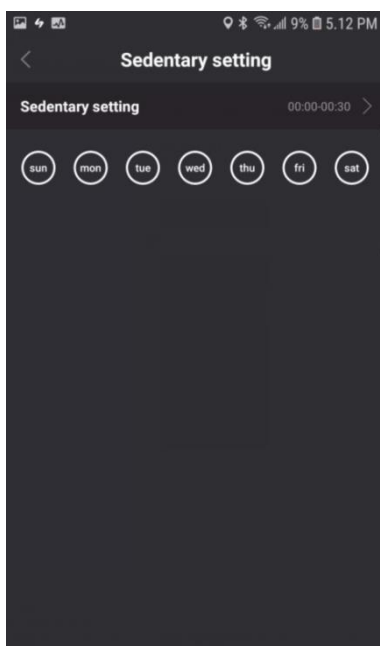 9% 5.12 PM
Sedentary setting
Sedentary setting 00:00-00:30
sun mon tue wed thu fri sat